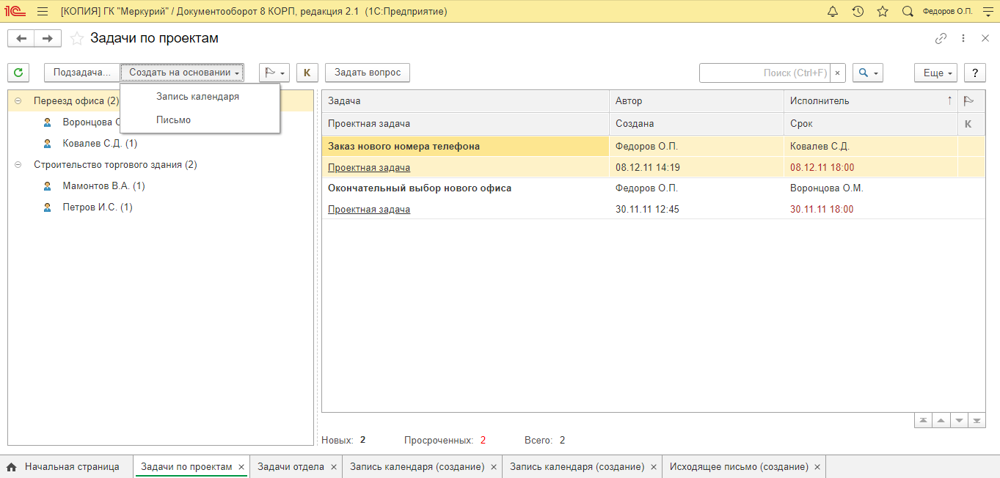 1С [КОПИЯ] ГК "Меркурий" / Документооборот 8 КОРП, редакция 2.1 (1С:Предприятие) Федоров О.П.
Задачи по проектам
Подзадача... Создать на основании К Задать вопрос Поиск (Ctrl+F) × Еще ?
Запись календаря
Письмо
Переезд офиса (2)
Воронцова
Ковалев С.Д. (1)
Строительство торгового здания (2)
Мамонтов В.А. (1)
Петров И.С. (1)
Задача Автор Исполнитель ↑
Проектная задача Создана Срок К
Заказ нового номера телефона Федоров О.П. Ковалев С.Д.
Проектная задача 08.12.11 14:19 08.12.11 18:00
Окончательный выбор нового офиса Федоров О.П. Воронцова О.М.
Проектная задача 30.11.11 12:45 30.11.11 18:00
Новых: 2 Просроченных: 2 Всего: 2
Начальная страница Задачи по проектам × Задачи отдела × Запись календаря (создание) × Запись календаря (создание) × Исходящее письмо (создание) ×